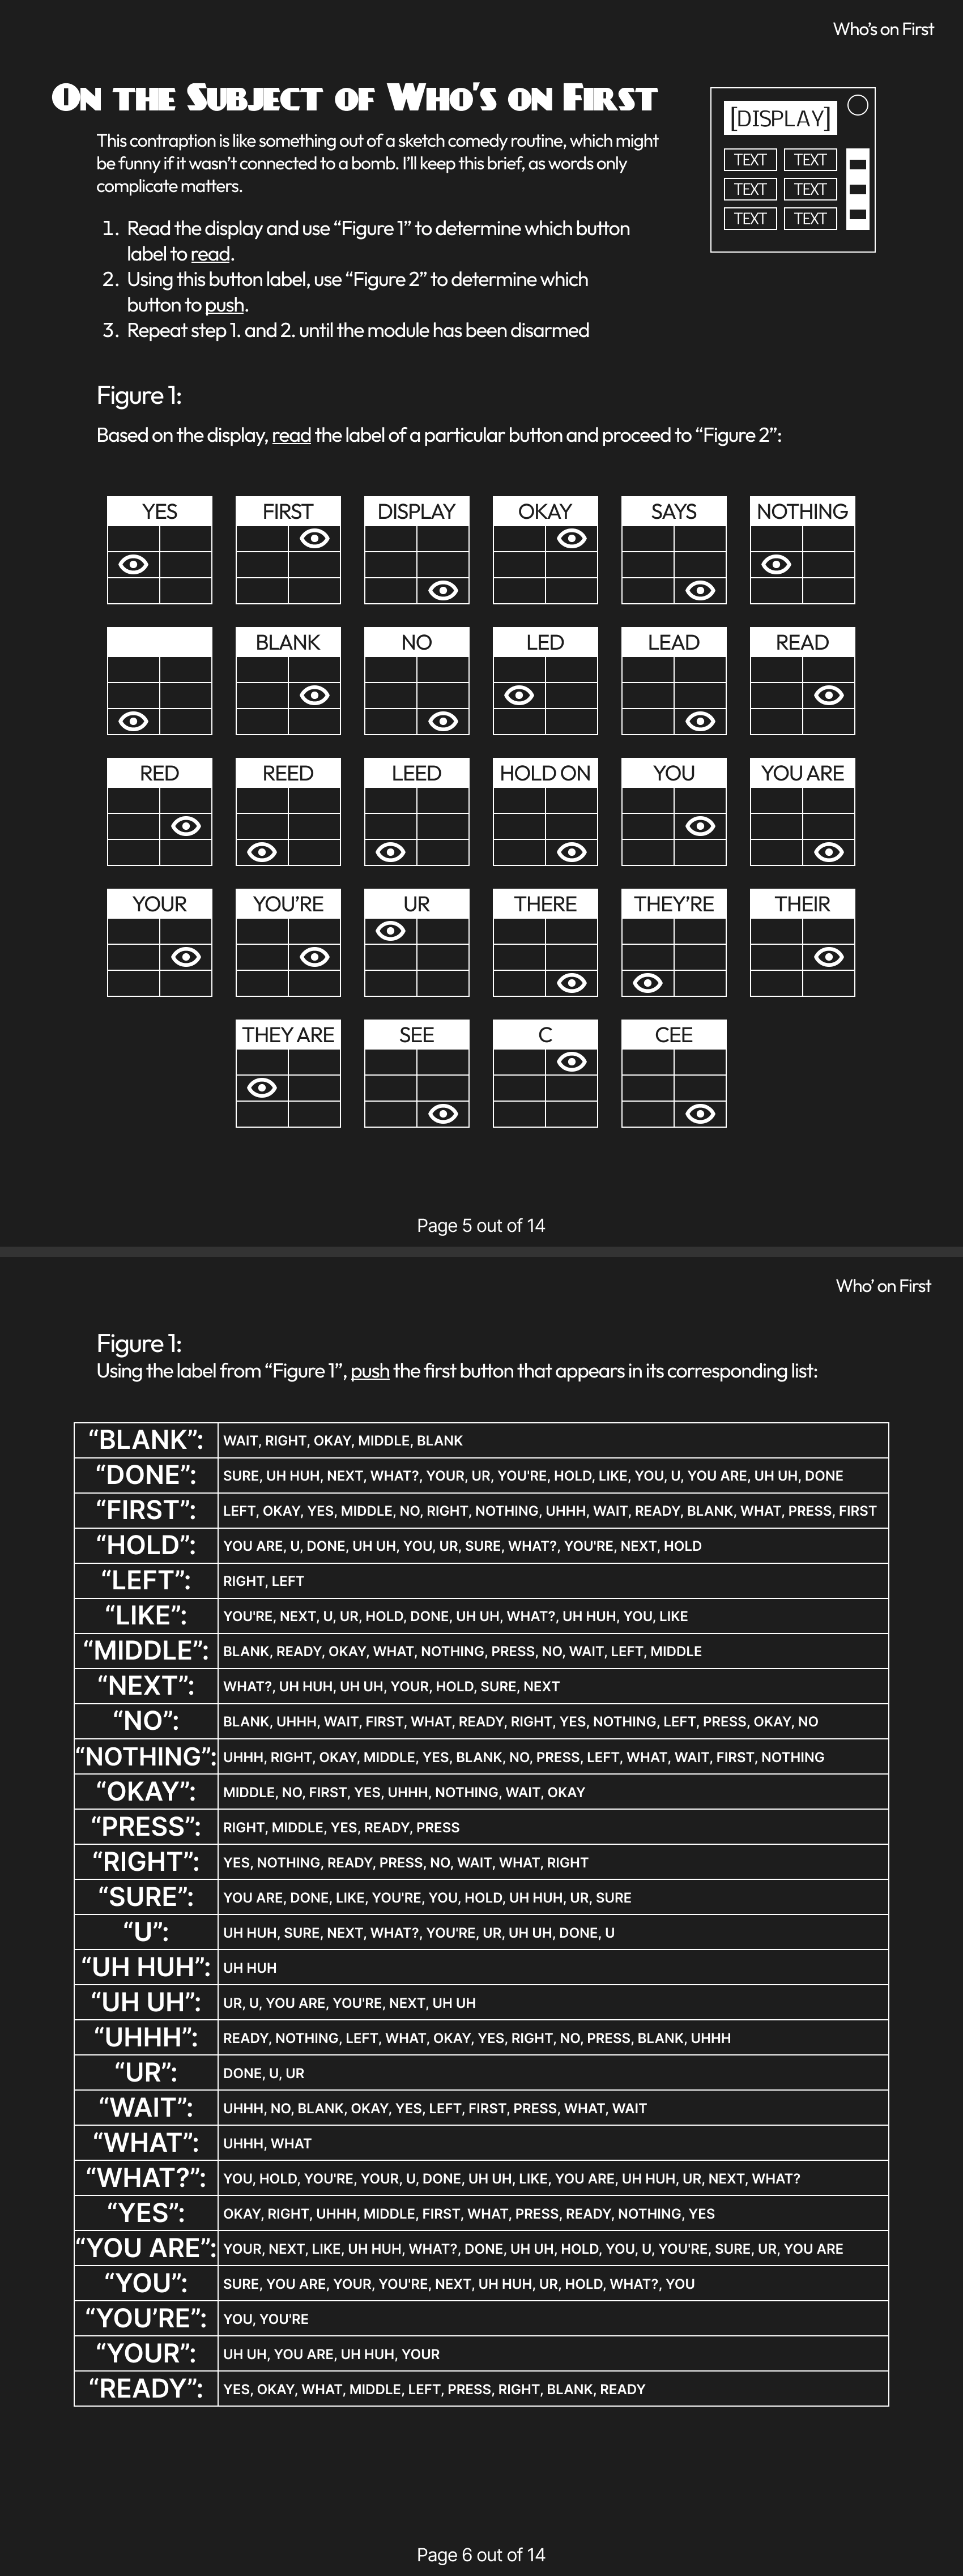 Who's on First
On the Subject of Who's on First
This contraption is like something out of a sketch comedy routine, which might
be funny if it wasn't connected to a bomb. I'll keep this brief, as words only
complicate matters.
[DISPLAY]
TEXT TEXT
TEXT TEXT
TEXT TEXT
1. Read the display and use “Figure 1” to determine which button
label to read.
2. Using this button label, use “Figure 2” to determine which
button to push.
3. Repeat step 1. and 2. until the module has been disarmed
Figure 1:
Based on the display, read the label of a particular button and proceed to “Figure 2”:
YES FIRST DISPLAY OKAY SAYS NOTHING
BLANK NO LED LEAD READ
RED REED LEED HOLD ON YOU YOU ARE
YOUR YOU'RE UR THERE THEY'RE THEIR
THEY ARE SEE C CEE
Page 5 out of 14
Who' on First
Figure 1:
Using the label from “Figure 1”, push the first button that appears in its corresponding list:
“BLANK”: WAIT, RIGHT, OKAY, MIDDLE, BLANK
“DONE”: SURE, UH HUH, NEXT, WHAT?, YOUR, UR, YOU'RE, HOLD, LIKE, YOU, U, YOU ARE, UH UH, DONE
“FIRST”: LEFT, OKAY, YES, MIDDLE, NO, RIGHT, NOTHING, UHHH, WAIT, READY, BLANK, WHAT, PRESS, FIRST
“HOLD”: YOU ARE, U, DONE, UH UH, YOU, UR, SURE, WHAT?, YOU'RE, NEXT, HOLD
“LEFT”: RIGHT, LEFT
“LIKE”: YOU'RE, NEXT, U, UR, HOLD, DONE, UH UH, WHAT?, UH HUH, YOU, LIKE
“MIDDLE”: BLANK, READY, OKAY, WHAT, NOTHING, PRESS, NO, WAIT, LEFT, MIDDLE
“NEXT”: WHAT?, UH HUH, UH UH, YOUR, HOLD, SURE, NEXT
“NO”: BLANK, UHHH, WAIT, FIRST, WHAT, READY, RIGHT, YES, NOTHING, LEFT, PRESS, OKAY, NO
“NOTHING”: UHHH, RIGHT, OKAY, MIDDLE, YES, BLANK, NO, PRESS, LEFT, WHAT, WAIT, FIRST, NOTHING
“OKAY”: MIDDLE, NO, FIRST, YES, UHHH, NOTHING, WAIT, OKAY
“PRESS”: RIGHT, MIDDLE, YES, READY, PRESS
“RIGHT”: YES, NOTHING, READY, PRESS, NO, WAIT, WHAT, RIGHT
“SURE”: YOU ARE, DONE, LIKE, YOU'RE, YOU, HOLD, UH HUH, UR, SURE
“U”: UH HUH, SURE, NEXT, WHAT?, YOU'RE, UR, UH UH, DONE, U
“UH HUH”: UH HUH
“UH UH”: UR, U, YOU ARE, YOU'RE, NEXT, UH UH
“UHHH”: READY, NOTHING, LEFT, WHAT, OKAY, YES, RIGHT, NO, PRESS, BLANK, UHHH
“UR”: DONE, U, UR
“WAIT”: UHHH, NO, BLANK, OKAY, YES, LEFT, FIRST, PRESS, WHAT, WAIT
“WHAT”: UHHH, WHAT
“WHAT?”: YOU, HOLD, YOU'RE, YOUR, U, DONE, UH UH, LIKE, YOU ARE, UH HUH, UR, NEXT, WHAT?
“YES”: OKAY, RIGHT, UHHH, MIDDLE, FIRST, WHAT, PRESS, READY, NOTHING, YES
“YOU ARE”: YOUR, NEXT, LIKE, UH HUH, WHAT?, DONE, UH UH, HOLD, YOU, U, YOU'RE, SURE, UR, YOU ARE
“YOU”: SURE, YOU ARE, YOUR, YOU'RE, NEXT, UH HUH, UR, HOLD, WHAT?, YOU
“YOU'RE”: YOU, YOU'RE
“YOUR”: UH UH, YOU ARE, UH HUH, YOUR
“READY”: YES, OKAY, WHAT, MIDDLE, LEFT, PRESS, RIGHT, BLANK, READY
Page 6 out of 14